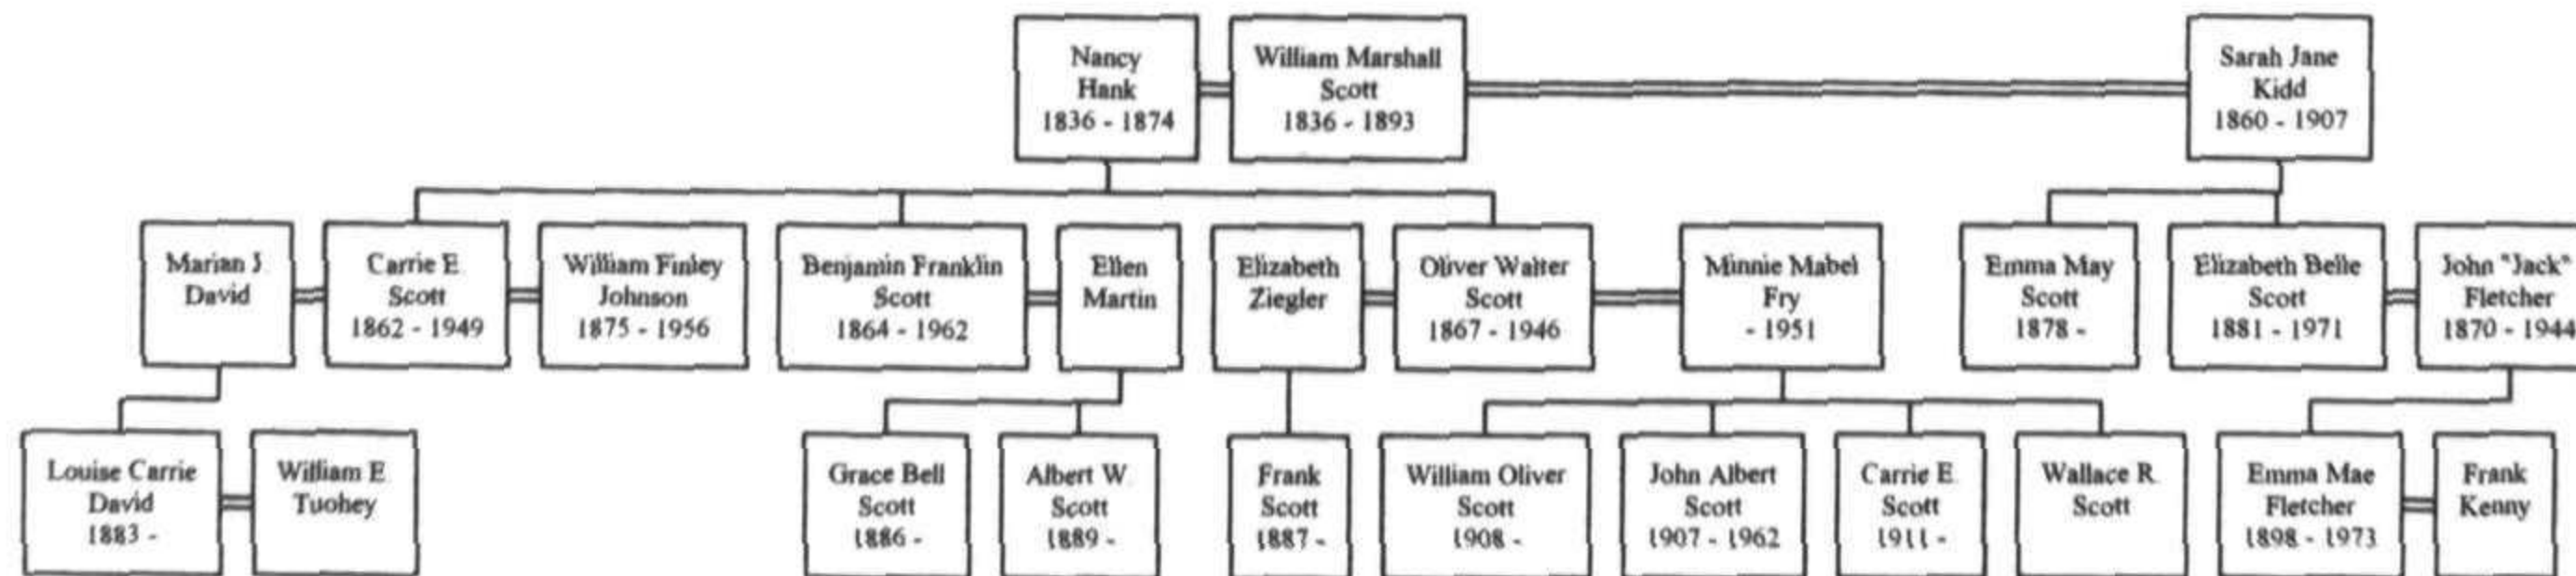 Nancy
Hank
1836 - 1874
William Marshall
Scott
1836 - 1893
Sarah Jane
Kidd
1860 - 1907
Marian J
David
Carrie E
Scott
1862 - 1949
William Finley
Johnson
1875 - 1956
Benjamin Franklin
Scott
1864 - 1962
Ellen
Martin
Elizabeth
Ziegler
Oliver Walter
Scott
1867 - 1946
Minnie Mabel
Fry
- 1951
Emma May
Scott
1878 -
Elizabeth Belle
Scott
1881 - 1971
John "Jack"
Fletcher
1870 - 1944
Louise Carrie
David
1883 -
William E
Tuohey
Grace Bell
Scott
1886 -
Albert W.
Scott
1889 -
Frank
Scott
1887 -
William Oliver
Scott
1908 -
John Albert
Scott
1907 - 1962
Carrie E
Scott
1911 -
Wallace R.
Scott
Emma Mae
Fletcher
1898 - 1973
Frank
Kenny